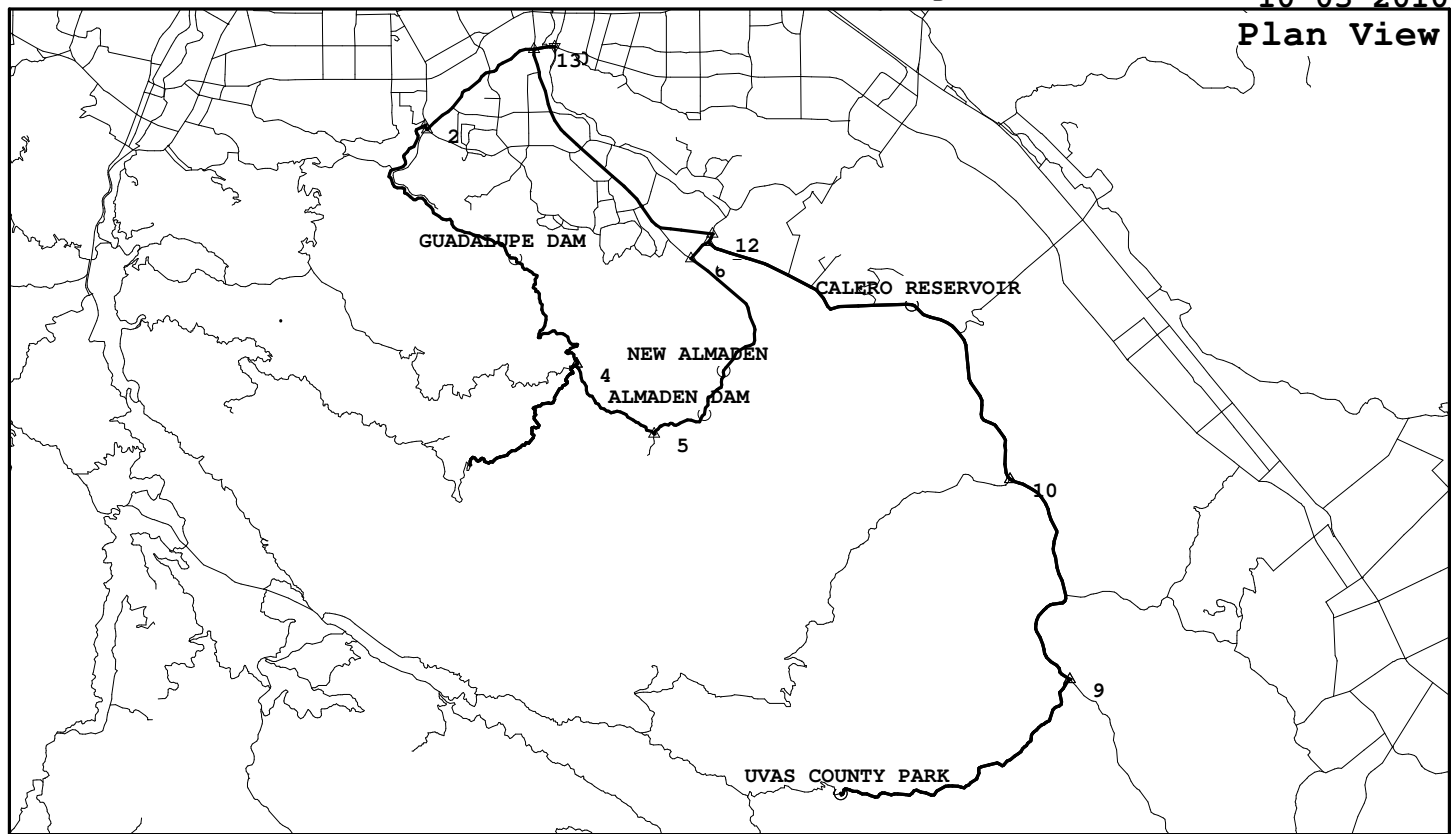 Plan View
13
2
GUADALUPE DAM
12
6
CALERO RESERVOIR
NEW ALMADEN
4
ALMADEN DAM
5
10
9
UVAS COUNTY PARK